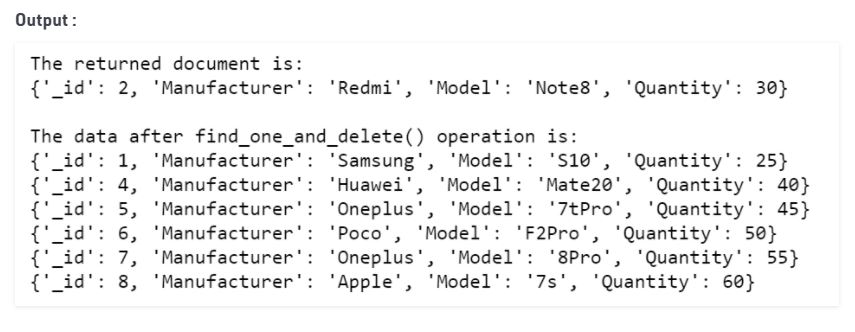 Output :
The returned document is:
{'_id': 2, 'Manufacturer': 'Redmi', 'Model': 'Note8', 'Quantity': 30}
The data after find_one_and_delete() operation is:
{'_id': 1, 'Manufacturer': 'Samsung', 'Model': 'S10', 'Quantity': 25}
{'_id': 4, 'Manufacturer': 'Huawei', 'Model': 'Mate20', 'Quantity': 40}
{'_id': 5, 'Manufacturer': 'Oneplus', 'Model': '7tPro', 'Quantity': 45}
{'_id': 6, 'Manufacturer': 'Poco', 'Model': 'F2Pro', 'Quantity': 50}
{'_id': 7, 'Manufacturer': 'Oneplus', 'Model': '8Pro', 'Quantity': 55}
{'_id': 8, 'Manufacturer': 'Apple', 'Model': '7s', 'Quantity': 60}